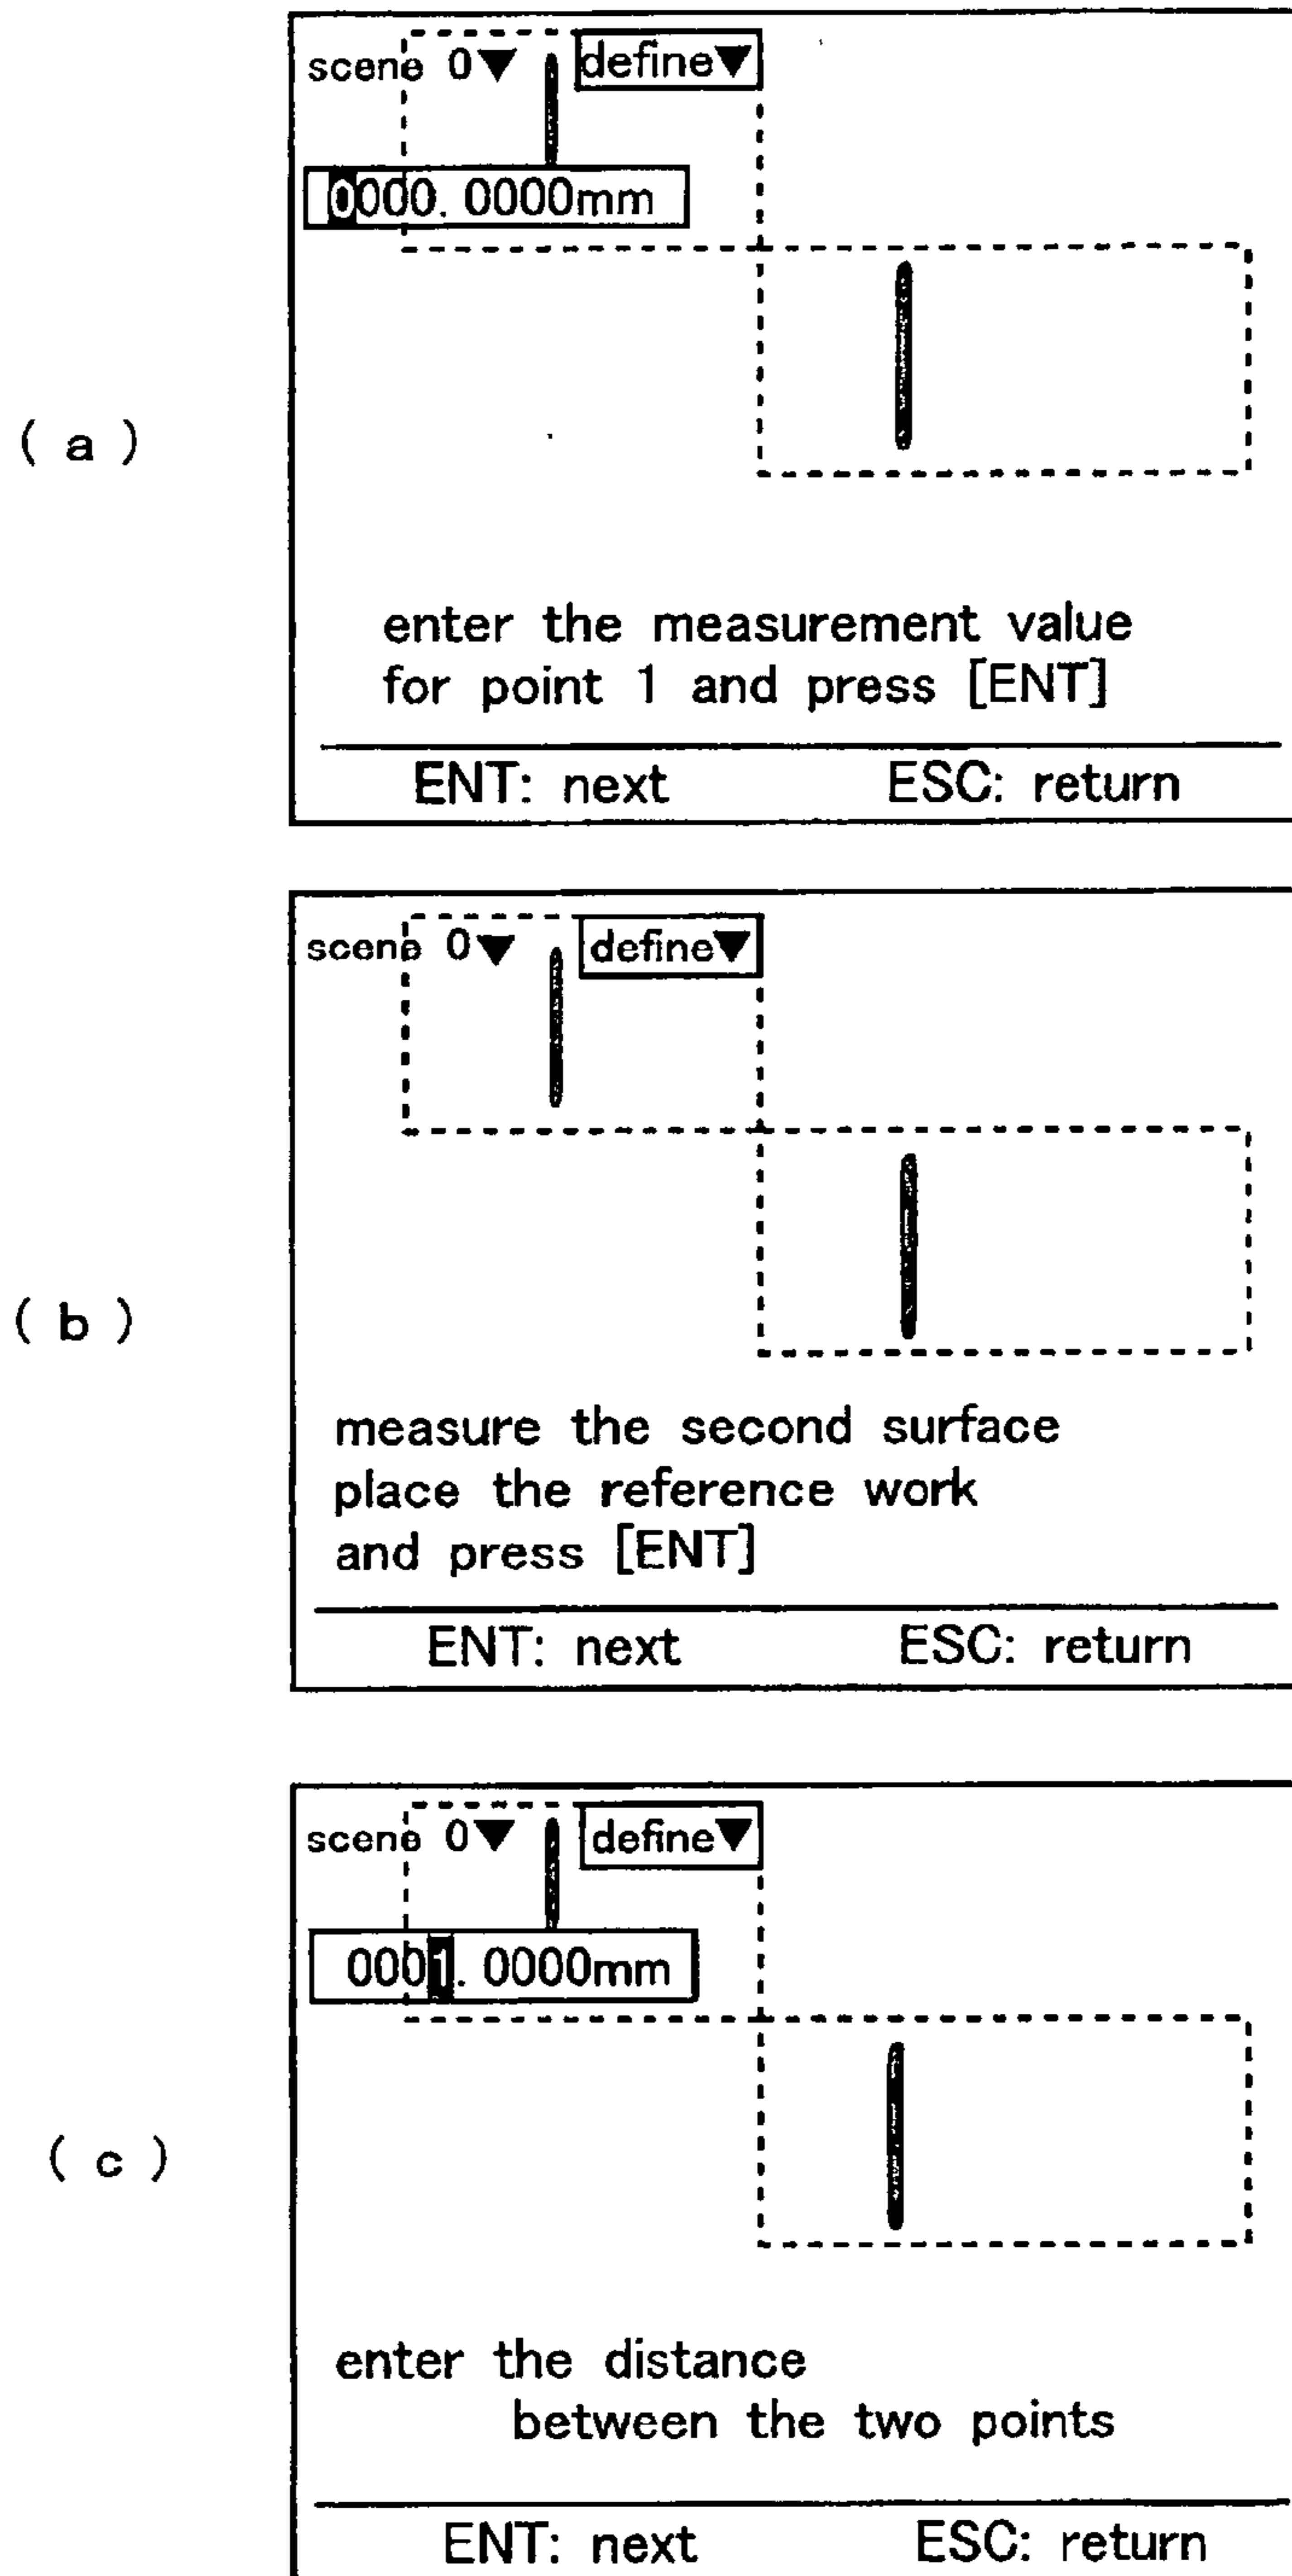 scene 0▼ define▼
0000. 0000mm
( a )
enter the measurement value
for point 1 and press [ENT]
ENT: next ESC: return
scene 0▼ define▼
( b )
measure the second surface
place the reference work
and press [ENT]
ENT: next ESC: return
scene 0▼ define▼
0001. 0000mm
( c )
enter the distance
between the two points
ENT: next ESC: return